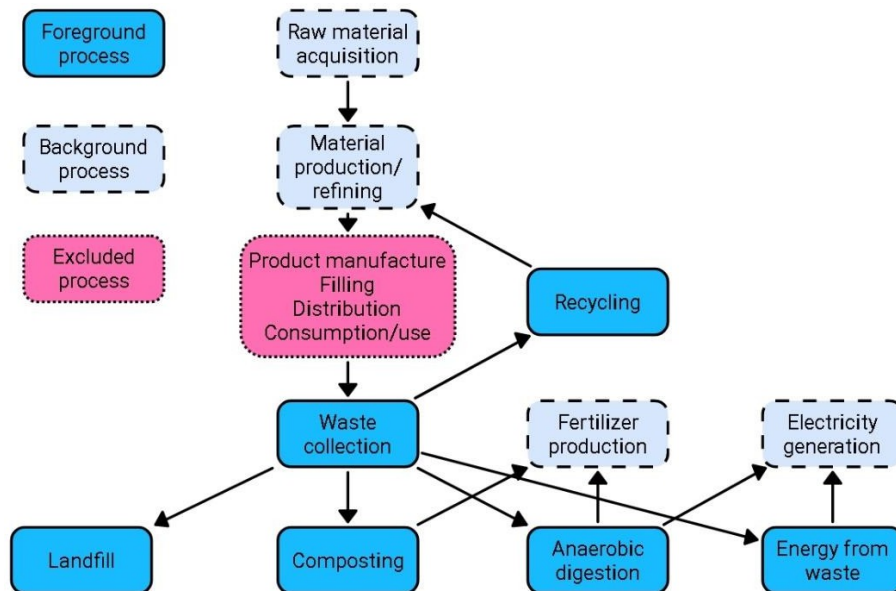 Foreground
process
Raw material
acquisition
Background
process
Material
production/
refining
Excluded
process
Product manufacture
Filling
Distribution
Consumption/use
Recycling
Waste
collection
Fertilizer
production
Electricity
generation
Landfill
Composting
Anaerobic
digestion
Energy from
waste